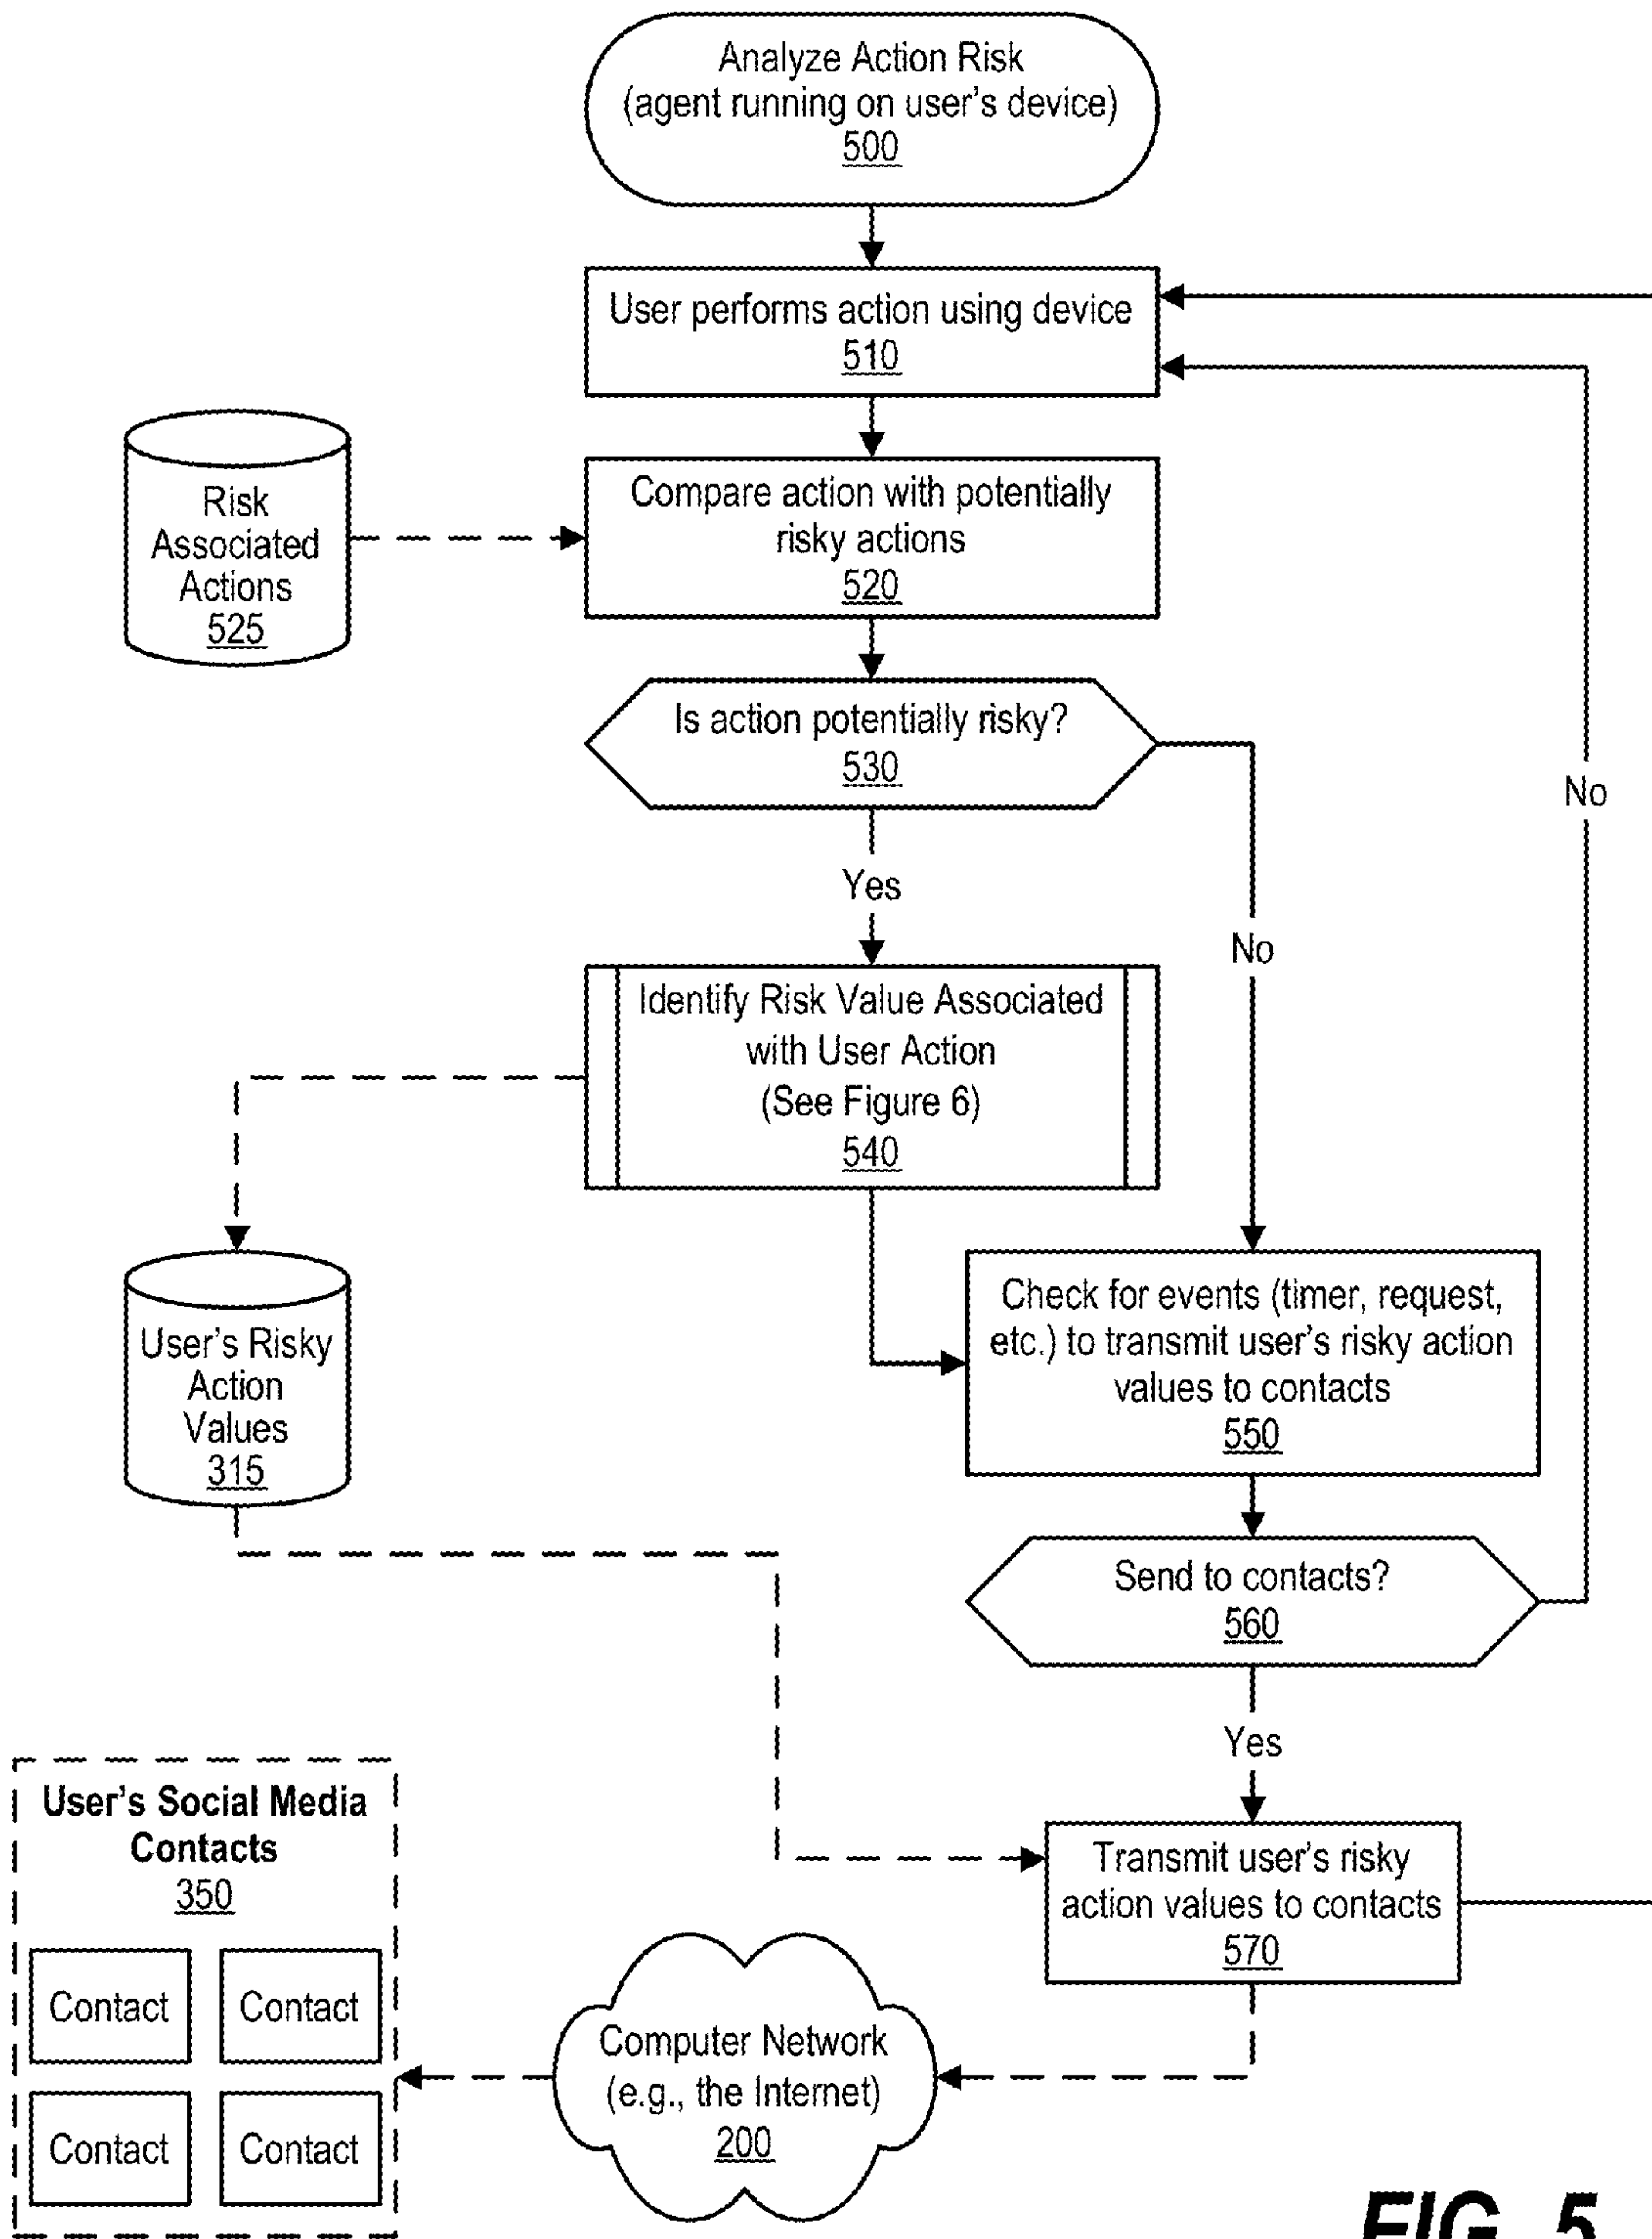 Analyze Action Risk
(agent running on user's device)
500
User performs action using device
510
Risk
Associated
Actions
525
Compare action with potentially
risky actions
520
Is action potentially risky?
530
No
Yes
No
Identify Risk Value Associated
with User Action
(See Figure 6)
540
User's Risky
Action
Values
315
Check for events (timer, request,
etc.) to transmit user's risky action
values to contacts
550
Send to contacts?
560
Yes
User's Social Media
Contacts
350
Contact
Contact
Contact
Contact
Transmit user's risky
action values to contacts
570
Computer Network
(e.g., the Internet)
200
FIG. 5